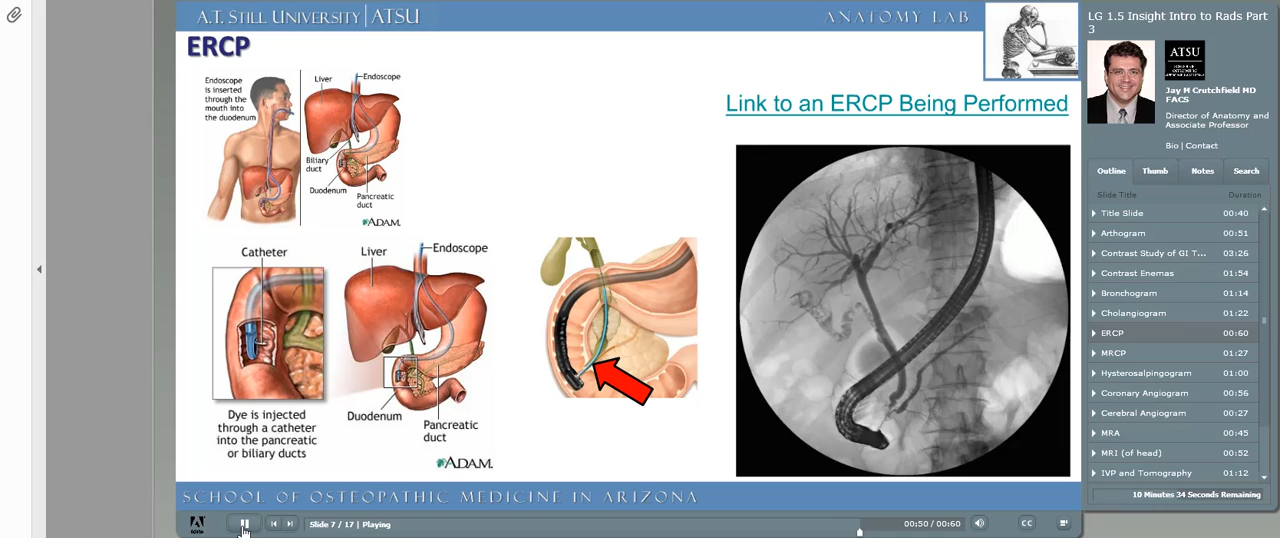 A.T. STILL UNIVERSITY | ATSU
ANATOMY LAB
ERCP
Endoscope
is inserted
through the
mouth into
the duodenum
Liver
Endoscope
Biliary
duct
Duodenum
Pancreatic
duct
ADAM.
Link to an ERCP Being Performed
Catheter
Liver
Endoscope
Duodenum
Pancreatic
duct
Dye is injected
through a catheter
into the pancreatic
or biliary ducts
ADAM.
SCHOOL OF OSTEOPATHIC MEDICINE IN ARIZONA
Slide 7 / 17 | Playing
00:50 / 00:60
CC
LG 1.5 Insight Intro to Rads Part
3
ATSU
Jay M Crutchfield MD
FACS
Director of Anatomy and
Associate Professor
Bio | Contact
Outline Thumb Notes Search
Slide Title Duration
Title Slide 00:40
Arthogram 00:51
Contrast Study of GI T... 03:26
Contrast Enemas 01:54
Bronchogram 01:14
Cholangiogram 01:22
ERCP 00:60
MRCP 01:27
Hysterosalpingogram 01:00
Coronary Angiogram 00:56
Cerebral Angiogram 00:27
MRA 00:45
MRI (of head) 00:52
IVP and Tomography 01:12
10 Minutes 34 Seconds Remaining